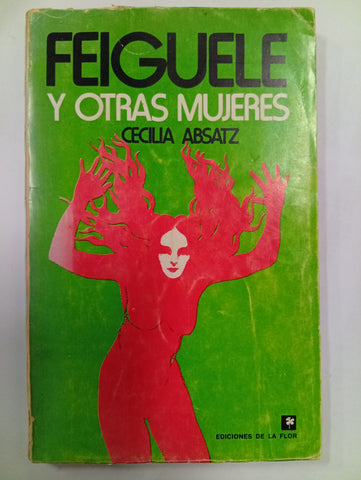 FEIGUELE
Y OTRAS MUJERES
CECILIA ABSATZ
EDICIONES DE LA FLOR